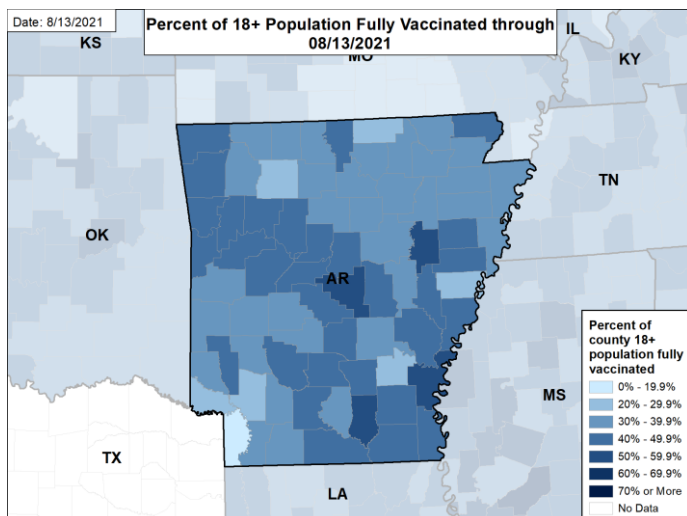 Date: 8/13/2021
Percent of 18+ Population Fully Vaccinated through
08/13/2021
KS
MO
IL
KY
OK
AR
TN
TX
LA
MS
Percent of
county 18+
population fully
vaccinated
0% - 19.9%
20% - 29.9%
30% - 39.9%
40% - 49.9%
50% - 59.9%
60% - 69.9%
70% or More
No Data